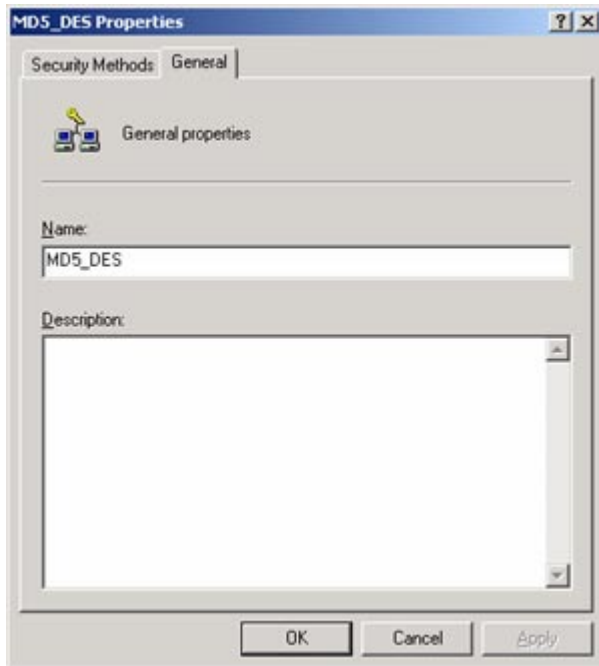 MD5_DES Properties
Security Methods General
General properties
Name:
MD5_DES
Description:
OK Cancel Apply